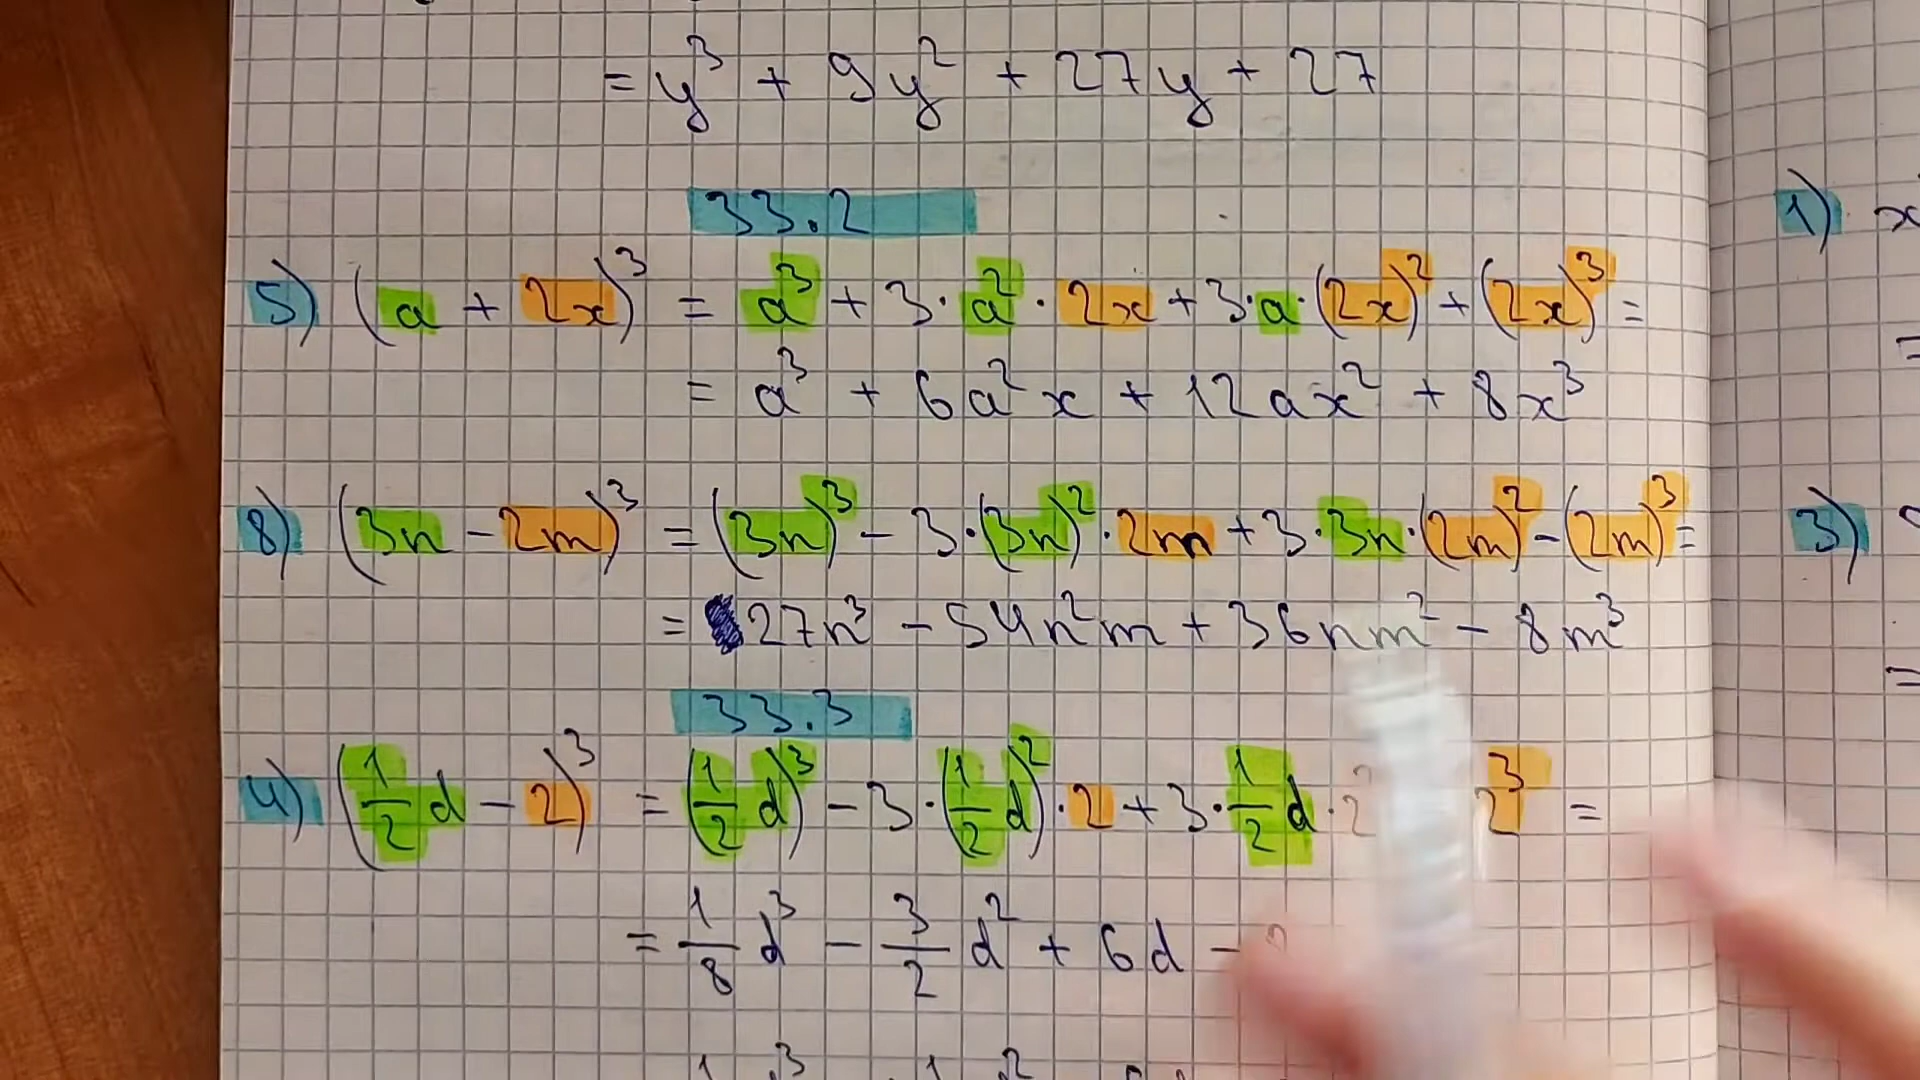 = y³ + 9y² + 27y + 27
33.2
5) (a + 2x)³ = a³ + 3·a²·2x + 3·a·(2x)² + (2x)³ =
= a³ + 6a²x + 12ax² + 8x³
8) (3n - 2m)³ = (3n)³ - 3·(3n)²·2m + 3·3n·(2m)² - (2m)³ =
= 27n³ - 54n²m + 36nm² - 8m³
33.3
4) (1/2 d - 2)³ = (1/2 d)³ - 3·(1/2 d)²·2 + 3·1/2 d·2² 2³ =
= 1/8 d³ - 3/2 d² + 6d -
1) x
=
3)
=